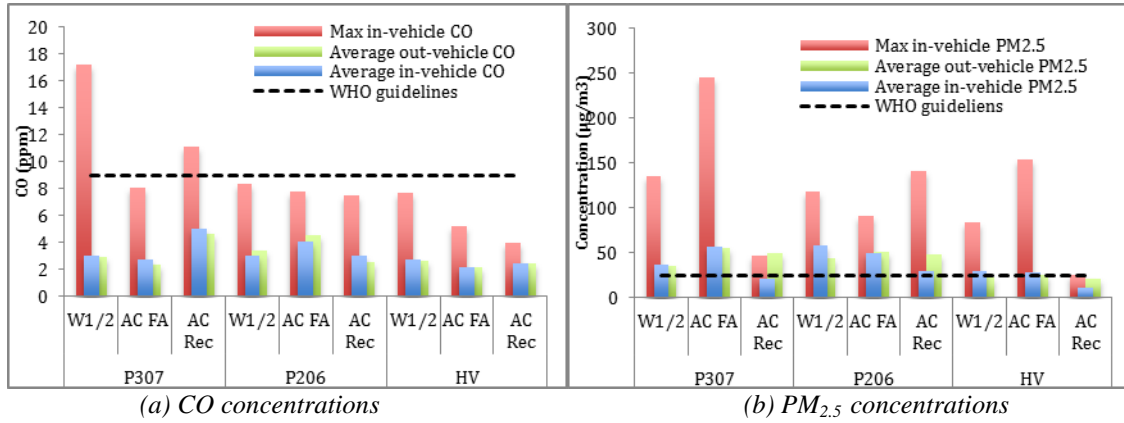 20
18
16
14
12
10
8
6
4
2
0
CO (ppm)
Max in-vehicle CO
Average out-vehicle CO
Average in-vehicle CO
WHO guidelines
W1/2 AC FA AC Rec W1/2 AC FA AC Rec W1/2 AC FA AC Rec
P307 P206 HV
(a) CO concentrations
300
250
200
150
100
50
0
Concentration (µg/m3)
Max in-vehicle PM2.5
Average out-vehicle PM2.5
Average in-vehicle PM2.5
WHO guideliens
W1/2 AC FA AC Rec W1/2 AC FA AC Rec W1/2 AC FA AC Rec
P307 P206 HV
(b) PM2.5 concentrations